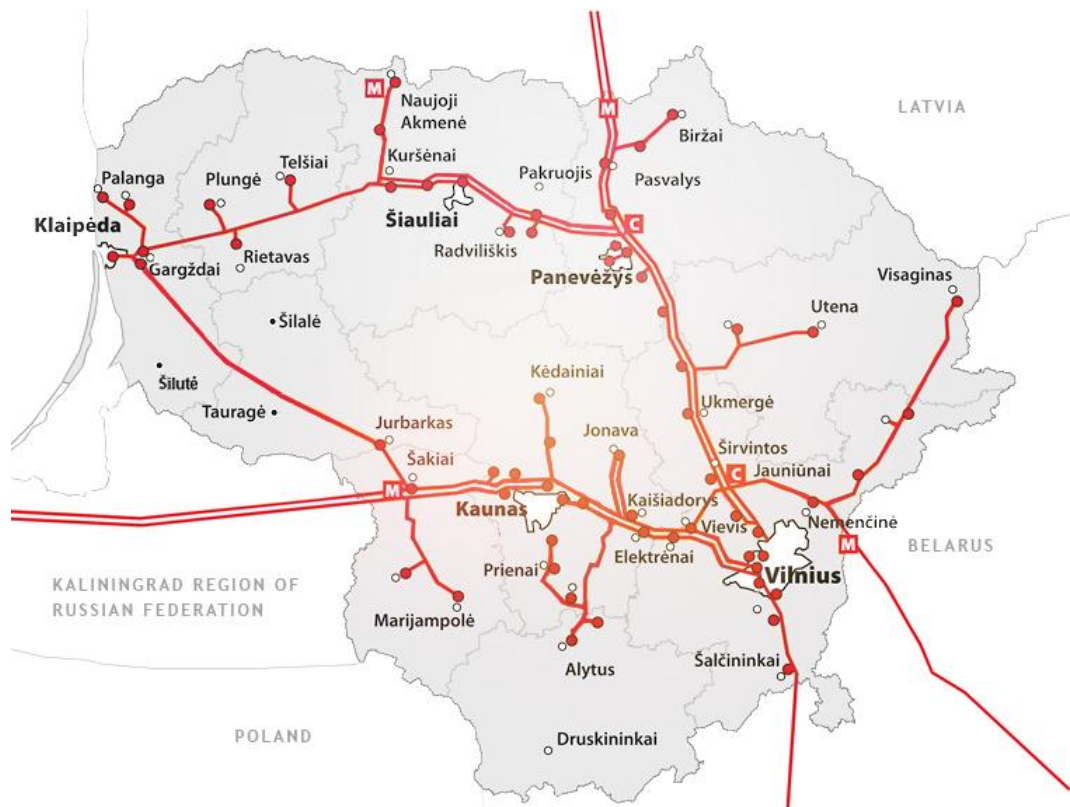 M
Naujoji
Akmenė
M
LATVIA
Biržai
Kuršėnai
Telšiai
Palanga
Plungė
Pakruojis
Pasvalys
Klaipėda
Šiauliai
C
Radviliškis
Rietavas
Gargždai
Panevėžys
Visaginas
Utena
Šilalė
Šilutė
Kėdainiai
Tauragė
Ukmergė
Jurbarkas
Jonava
Širvintos
Šakiai
C
Jauniūnai
M
Kaunas
Kaišiadorys
Vievis
Nemenčinė
M
BELARUS
Elektrėnai
Prienai
Vilnius
KALININGRAD REGION OF
RUSSIAN FEDERATION
Marijampolė
Alytus
Šalčininkai
POLAND
Druskininkai